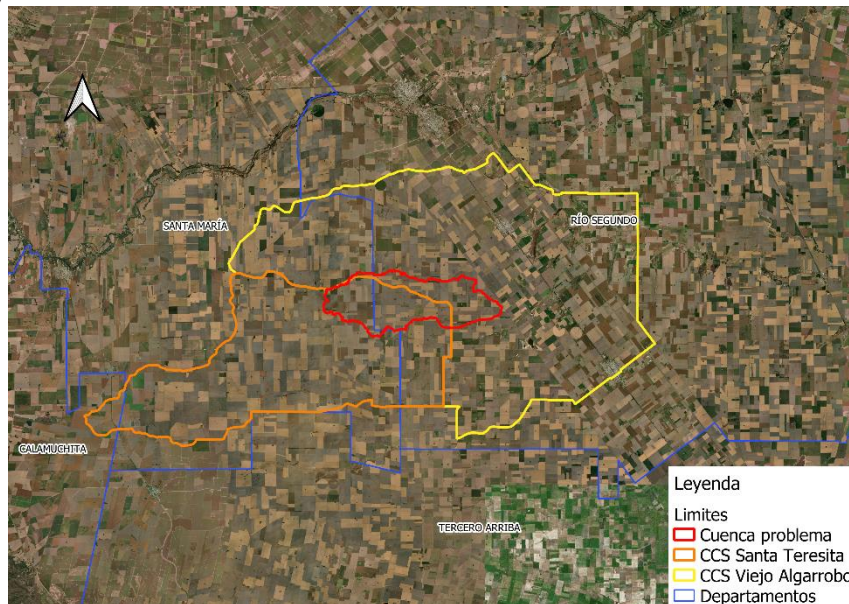 SANTA MARÍA
RÍO SEGUNDO
CALAMUCHITA
TERCERO ARRIBA
Leyenda
Limites
Cuenca problema
CCS Santa Teresita
CCS Viejo Algarrobo
Departamentos